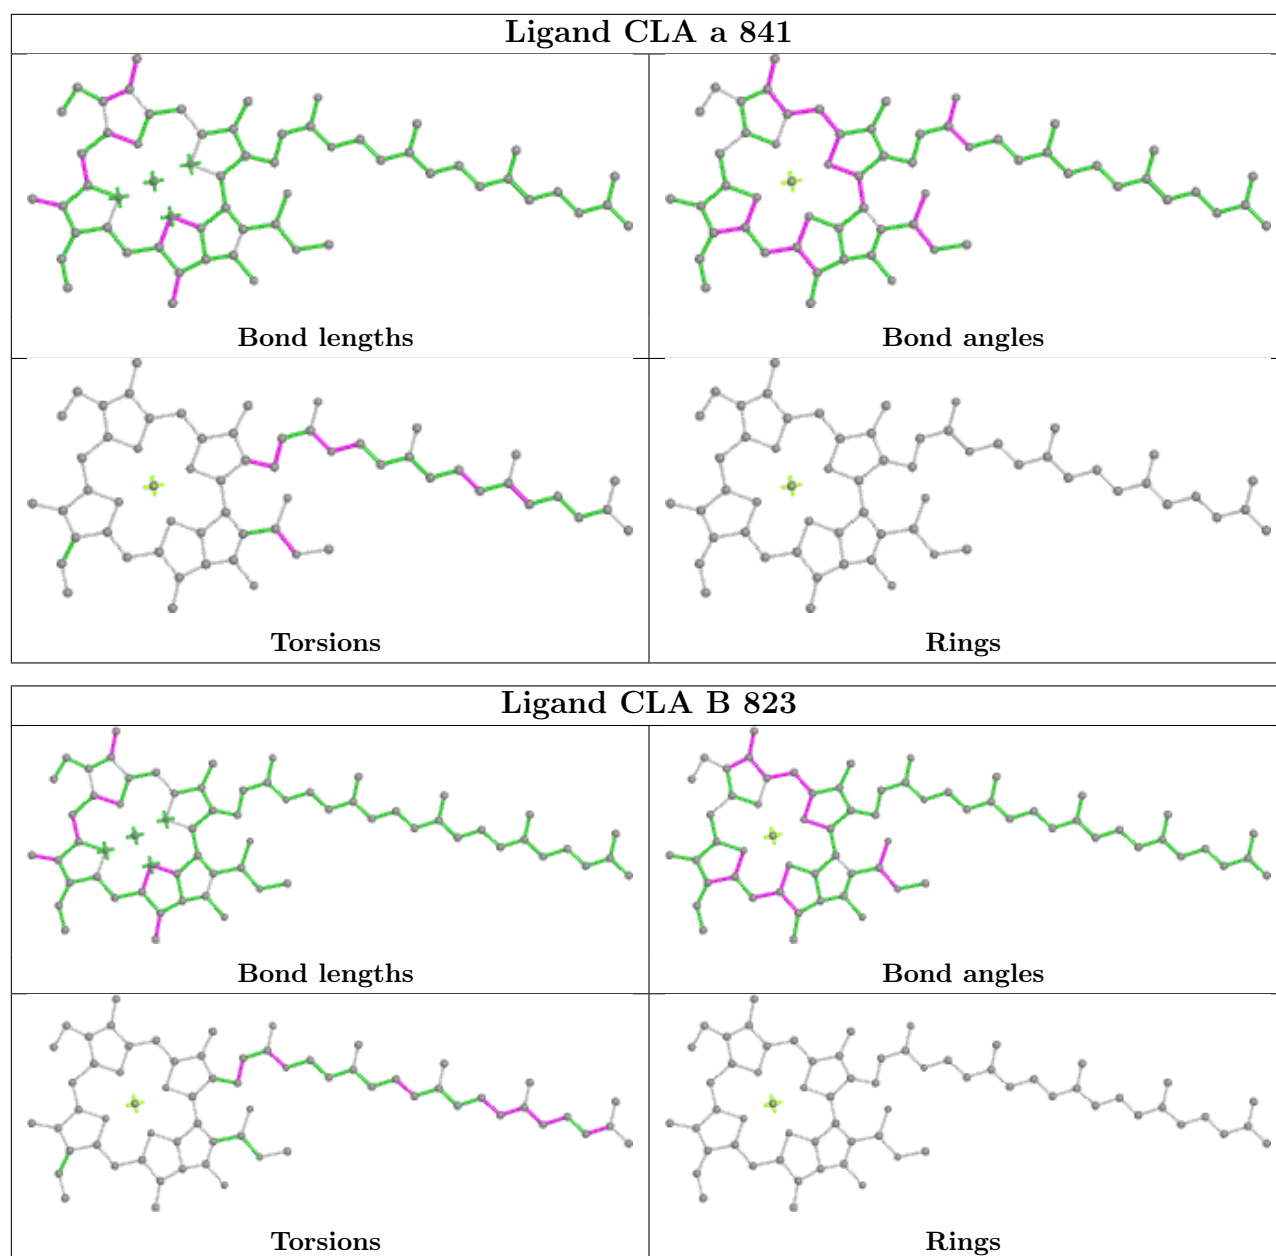 Ligand CLA a 841
Bond lengths
Bond angles
Torsions
Rings
Ligand CLA B 823
Bond lengths
Bond angles
Torsions
Rings